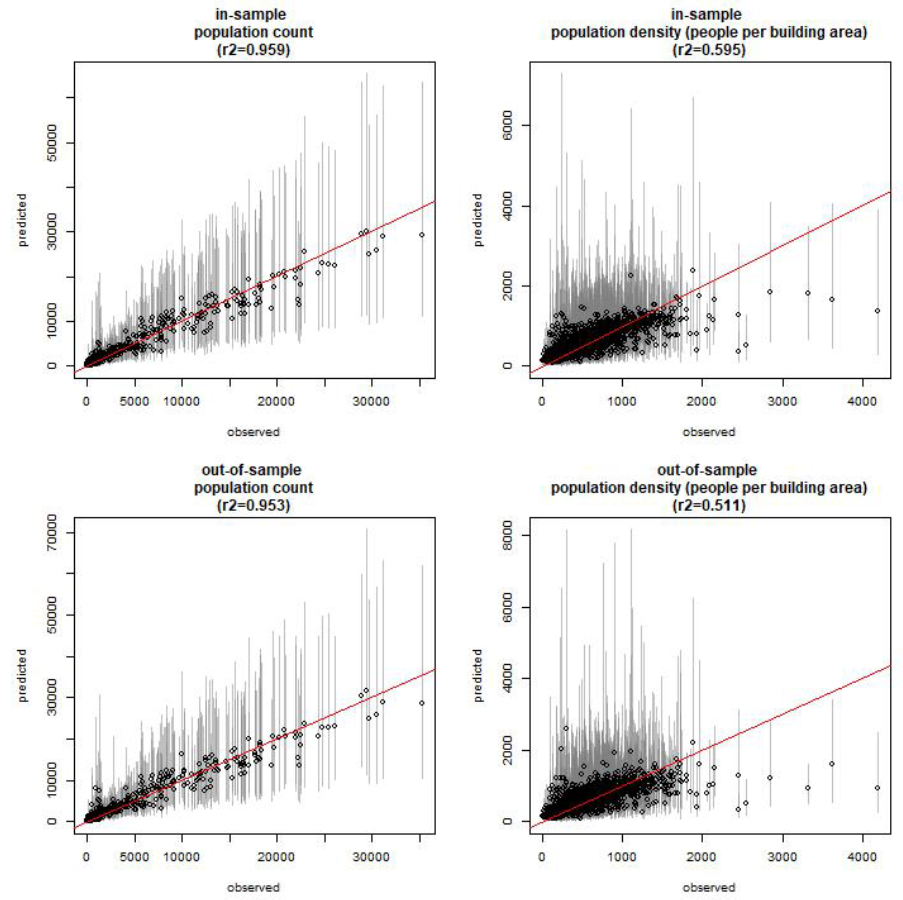 in-sample
population count
(r2=0.959)
50000
30000
10000
0
predicted
0 5000 10000 20000 30000
observed
in-sample
population density (people per building area)
(r2=0.595)
6000
4000
2000
0
predicted
0 1000 2000 3000 4000
observed
out-of-sample
population count
(r2=0.953)
70000
50000
30000
10000
0
predicted
0 5000 10000 20000 30000
observed
out-of-sample
population density (people per building area)
(r2=0.511)
8000
6000
4000
2000
0
predicted
0 1000 2000 3000 4000
observed